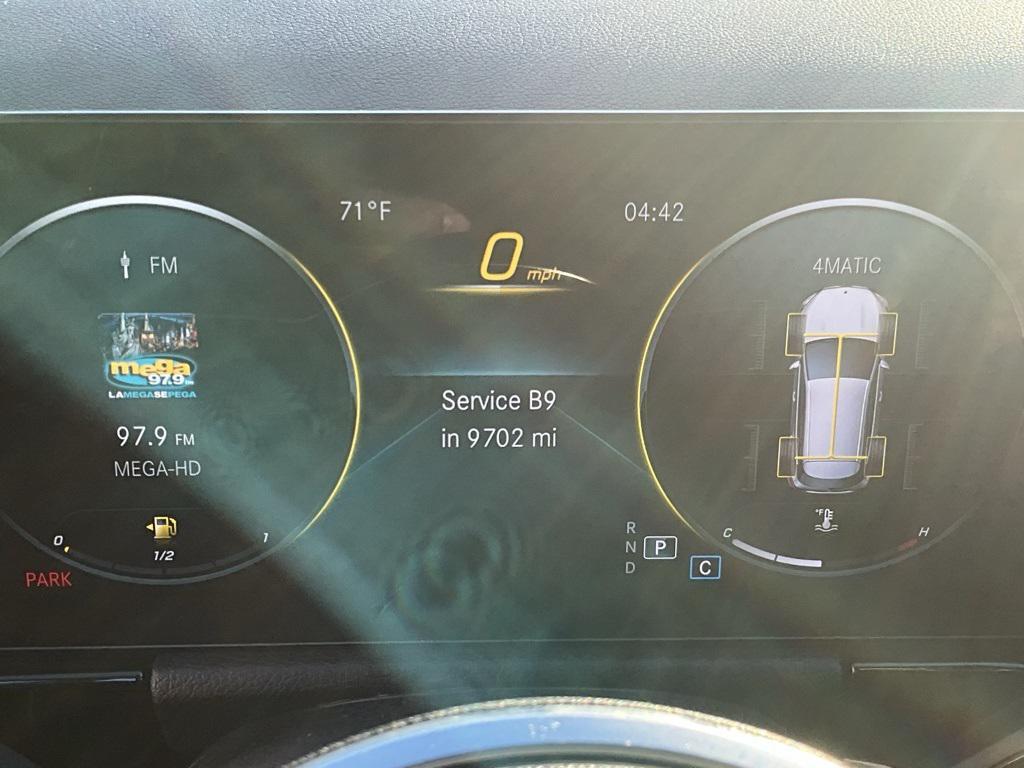 71°F
04:42
0 mph
FM
4MATIC
mega
97.9
LAMEGASEPEGA
97.9 FM
MEGA-HD
Service B9
in 9702 mi
0
1/2
1
PARK
R
N
P
D
C
C
°F
H